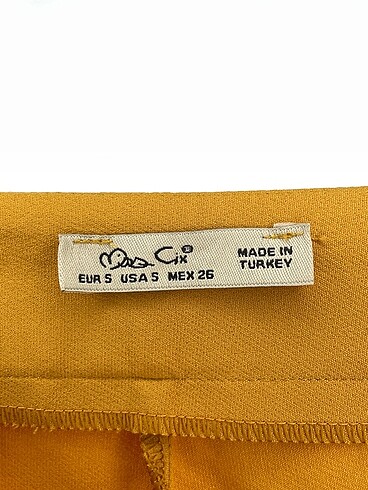 Miss Cix
MADE IN
TURKEY
EUR S USA S MEX 26